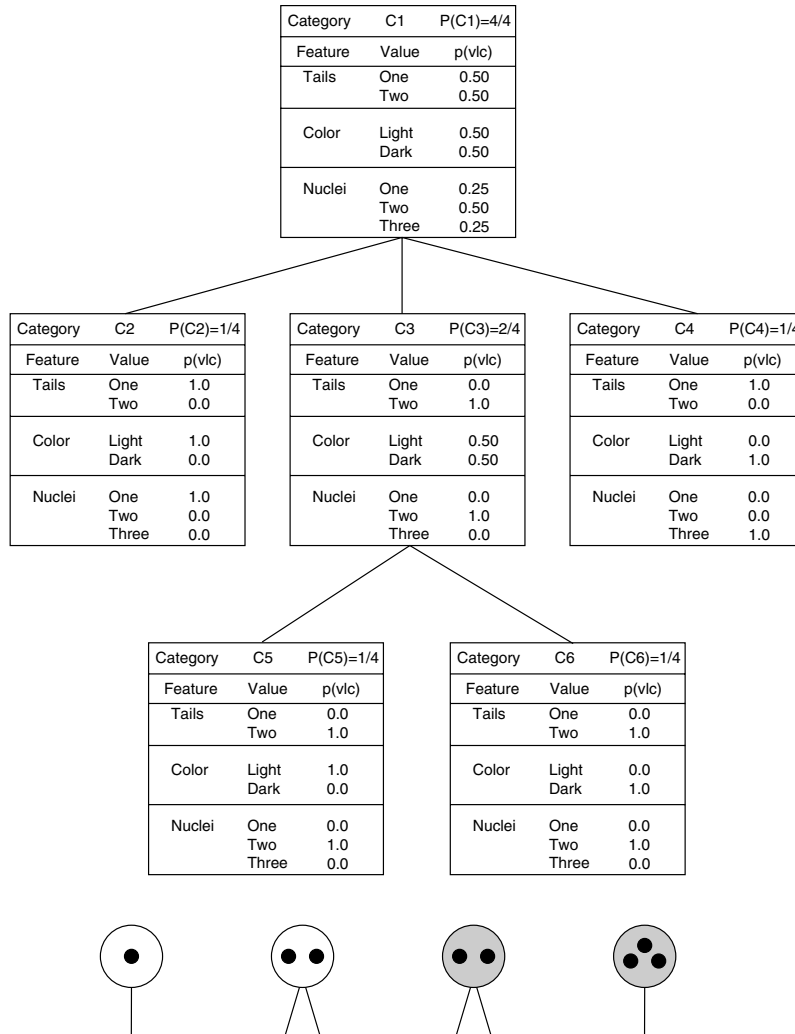 Category C1 P(C1)=4/4
Feature Value p(vlc)
Tails One 0.50
Two 0.50
Color Light 0.50
Dark 0.50
Nuclei One 0.25
Two 0.50
Three 0.25
Category C2 P(C2)=1/4
Feature Value p(vlc)
Tails One 1.0
Two 0.0
Color Light 1.0
Dark 0.0
Nuclei One 1.0
Two 0.0
Three 0.0
Category C3 P(C3)=2/4
Feature Value p(vlc)
Tails One 0.0
Two 1.0
Color Light 0.50
Dark 0.50
Nuclei One 0.0
Two 1.0
Three 0.0
Category C4 P(C4)=1/4
Feature Value p(vlc)
Tails One 1.0
Two 0.0
Color Light 0.0
Dark 1.0
Nuclei One 0.0
Two 0.0
Three 1.0
Category C5 P(C5)=1/4
Feature Value p(vlc)
Tails One 0.0
Two 1.0
Color Light 1.0
Dark 0.0
Nuclei One 0.0
Two 1.0
Three 0.0
Category C6 P(C6)=1/4
Feature Value p(vlc)
Tails One 0.0
Two 1.0
Color Light 0.0
Dark 1.0
Nuclei One 0.0
Two 1.0
Three 0.0